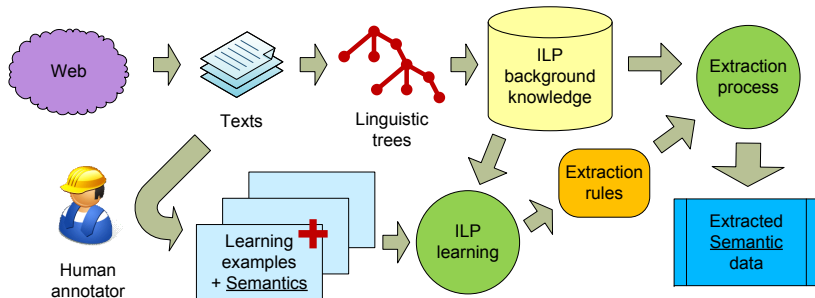 Web
Texts
Linguistic
trees
ILP
background
knowledge
Extraction
process
Human
annotator
Learning
examples
+ Semantics
ILP
learning
Extraction
rules
Extracted
Semantic
data